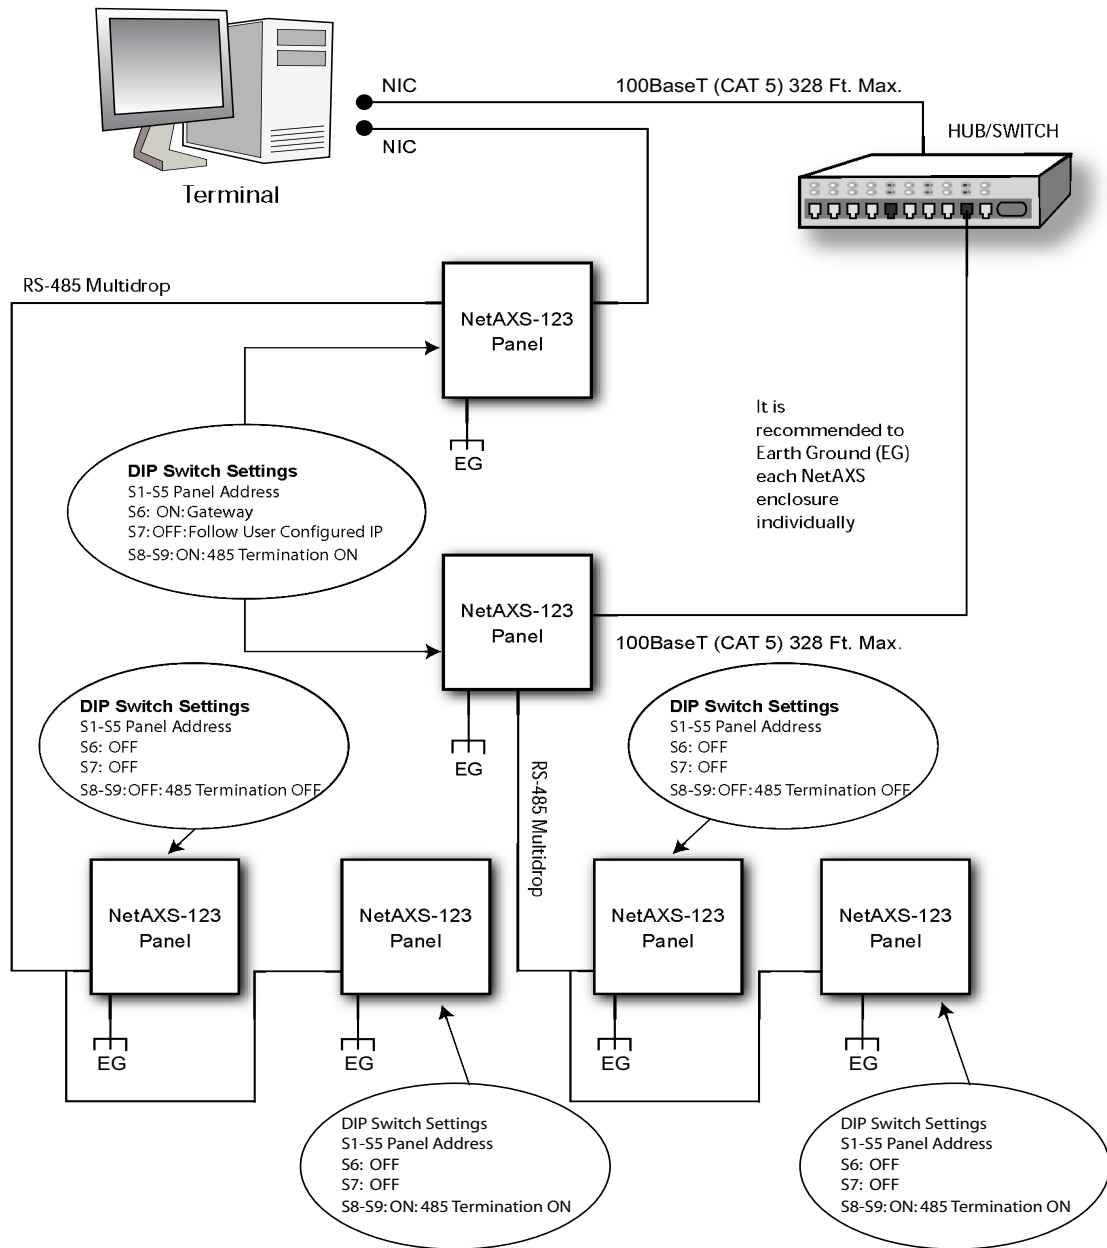 NIC
100BaseT (CAT 5) 328 Ft. Max.
NIC
HUB/SWITCH
Terminal
RS-485 Multidrop
NetAXS-123
Panel
EG
It is
recommended to
Earth Ground (EG)
each NetAXS
enclosure
individually
DIP Switch Settings
S1-S5 Panel Address
S6: ON:Gateway
S7:OFF:Follow User Configured IP
S8-S9:ON:485 Termination ON
NetAXS-123
Panel
100BaseT (CAT 5) 328 Ft. Max.
EG
RS-485 Multidrop
DIP Switch Settings
S1-S5 Panel Address
S6: OFF
S7: OFF
S8-S9:OFF:485 Termination OFF
DIP Switch Settings
S1-S5 Panel Address
S6: OFF
S7: OFF
S8-S9:OFF:485 Termination OFF
NetAXS-123
Panel
NetAXS-123
Panel
NetAXS-123
Panel
NetAXS-123
Panel
EG
EG
EG
EG
DIP Switch Settings
S1-S5 Panel Address
S6: OFF
S7: OFF
S8-S9:ON:485 Termination ON
DIP Switch Settings
S1-S5 Panel Address
S6: OFF
S7: OFF
S8-S9:ON:485 Termination ON